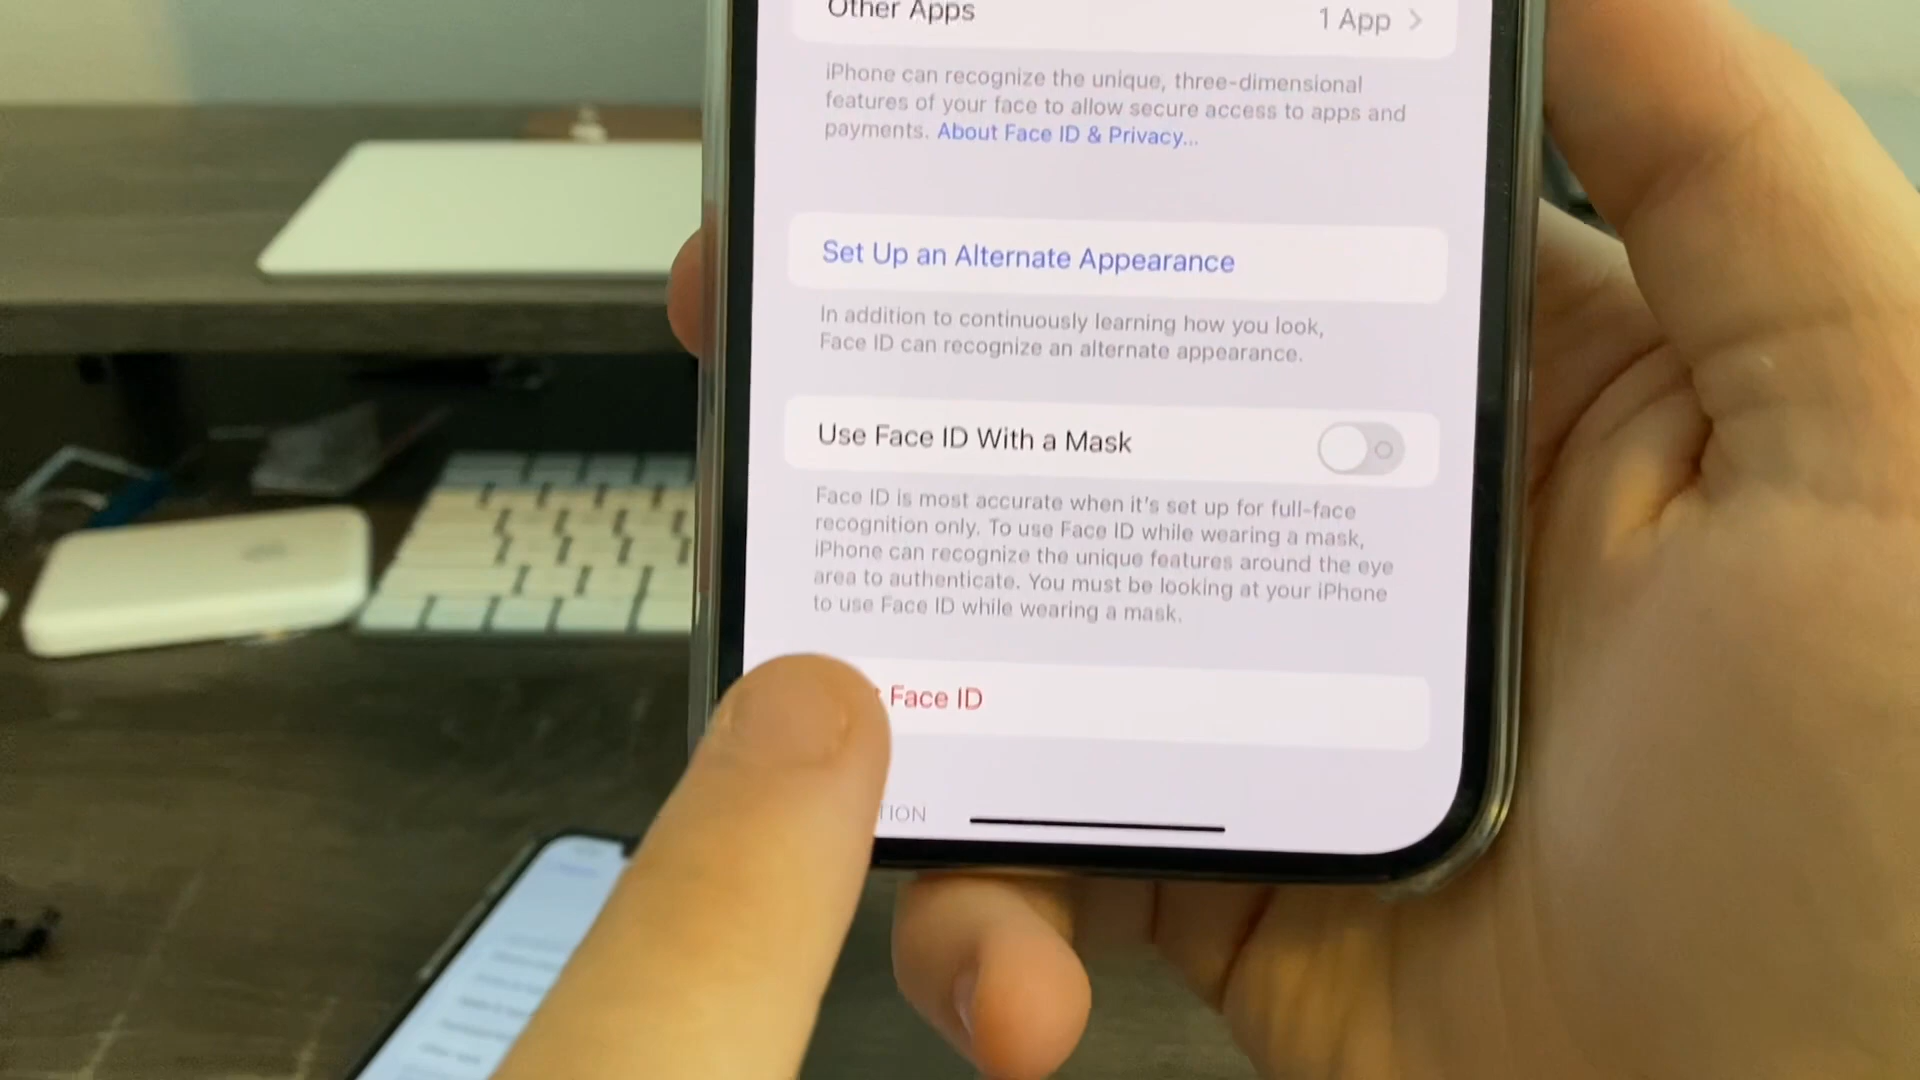 Other Apps
1 App
iPhone can recognize the unique, three-dimensional
features of your face to allow secure access to apps and
payments. About Face ID & Privacy...
Set Up an Alternate Appearance
In addition to continuously learning how you look,
Face ID can recognize an alternate appearance.
Use Face ID With a Mask
Face ID is most accurate when it's set up for full-face
recognition only. To use Face ID while wearing a mask,
iPhone can recognize the unique features around the eye
area to authenticate. You must be looking at your iPhone
to use Face ID while wearing a mask.
Face ID